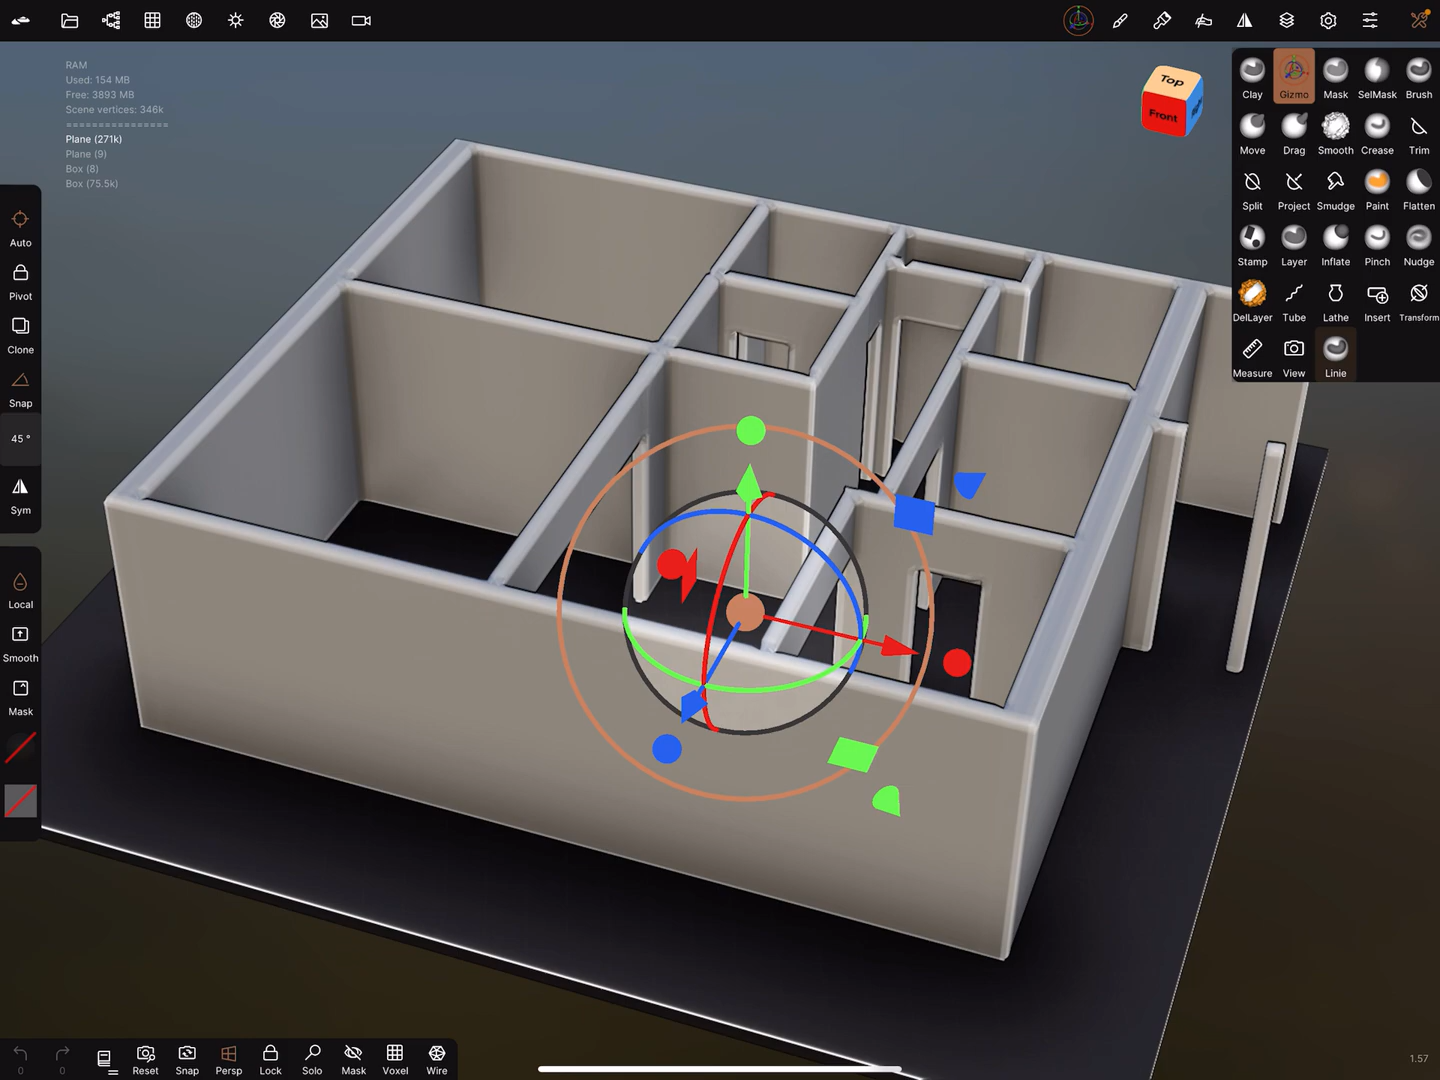 RAM
Used: 154 MB
Free: 3893 MB
Scene vertices: 346k
================
Plane (271k)
Plane (9)
Box (8)
Box (75.5k)
Top
Front
Clay
Gizmo
Mask
SelMask
Brush
Move
Drag
Smooth
Crease
Trim
Split
Project
Smudge
Paint
Flatten
Stamp
Layer
Inflate
Pinch
Nudge
DelLayer
Tube
Lathe
Insert
Transform
Measure
View
Linie
Auto
Pivot
Clone
Snap
45 °
Sym
Local
Smooth
Mask
0
0
Reset
Snap
Persp
Lock
Solo
Mask
Voxel
Wire
1.57